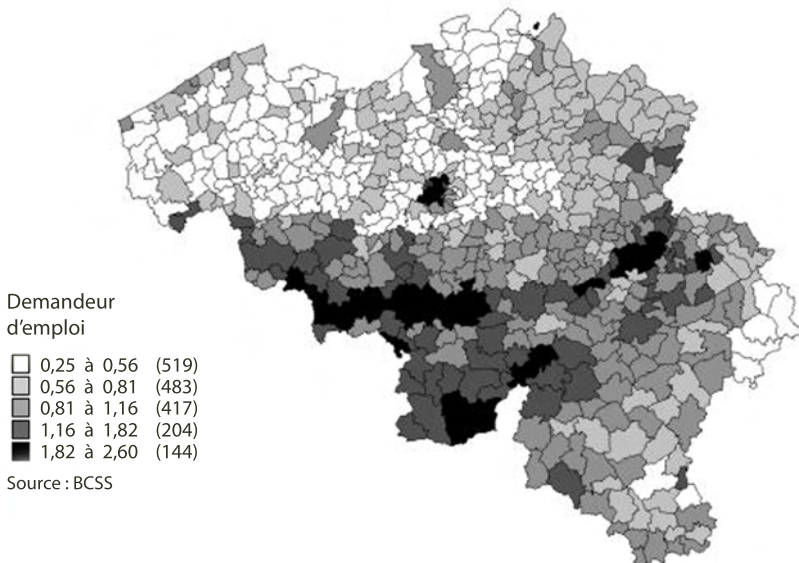 Demandeur
d’emploi
0,25 à 0,56 (519)
0,56 à 0,81 (483)
0,81 à 1,16 (417)
1,16 à 1,82 (204)
1,82 à 2,60 (144)
Source : BCSS